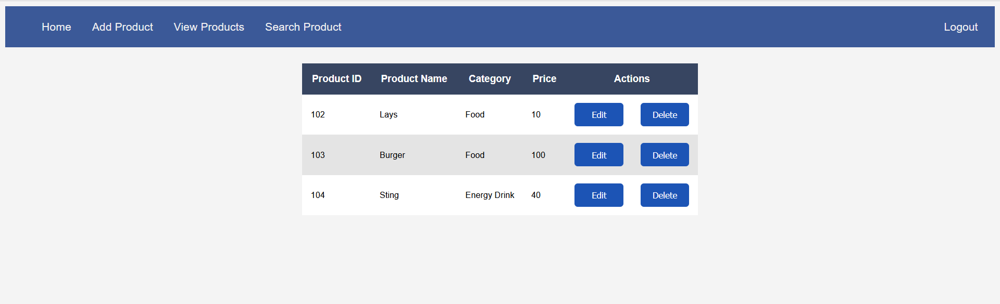 Home Add Product View Products Search Product Logout
Product ID Product Name Category Price Actions
102 Lays Food 10 Edit Delete
103 Burger Food 100 Edit Delete
104 Sting Energy Drink 40 Edit Delete